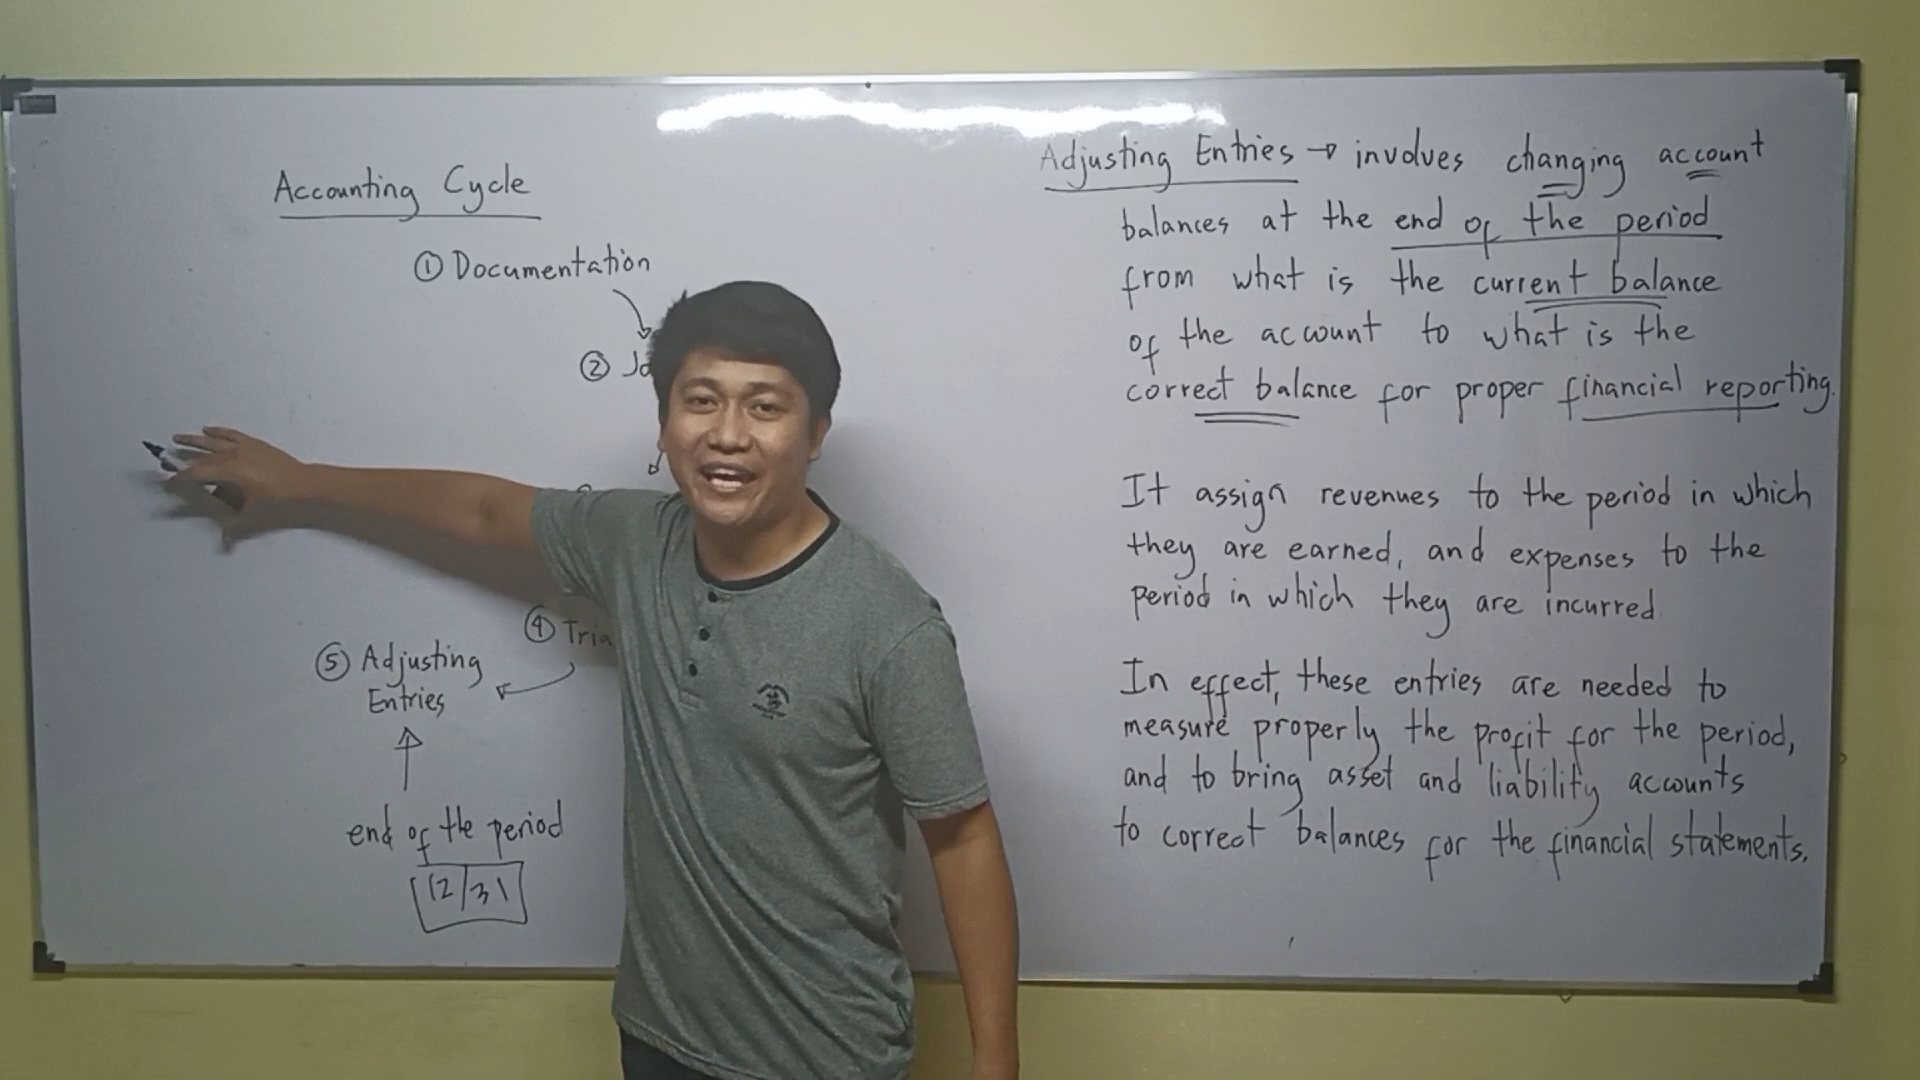 Accounting Cycle
① Documentation
②
④
⑤ Adjusting
Entries
end of the period
12/31
Adjusting Entries → involves changing account
balances at the end of the period
from what is the current balance
of the account to what is the
correct balance for proper financial reporting.
It assign revenues to the period in which
they are earned, and expenses to the
period in which they are incurred.
In effect, these entries are needed to
measure properly the profit for the period,
and to bring asset and liability accounts
to correct balances for the financial statements.